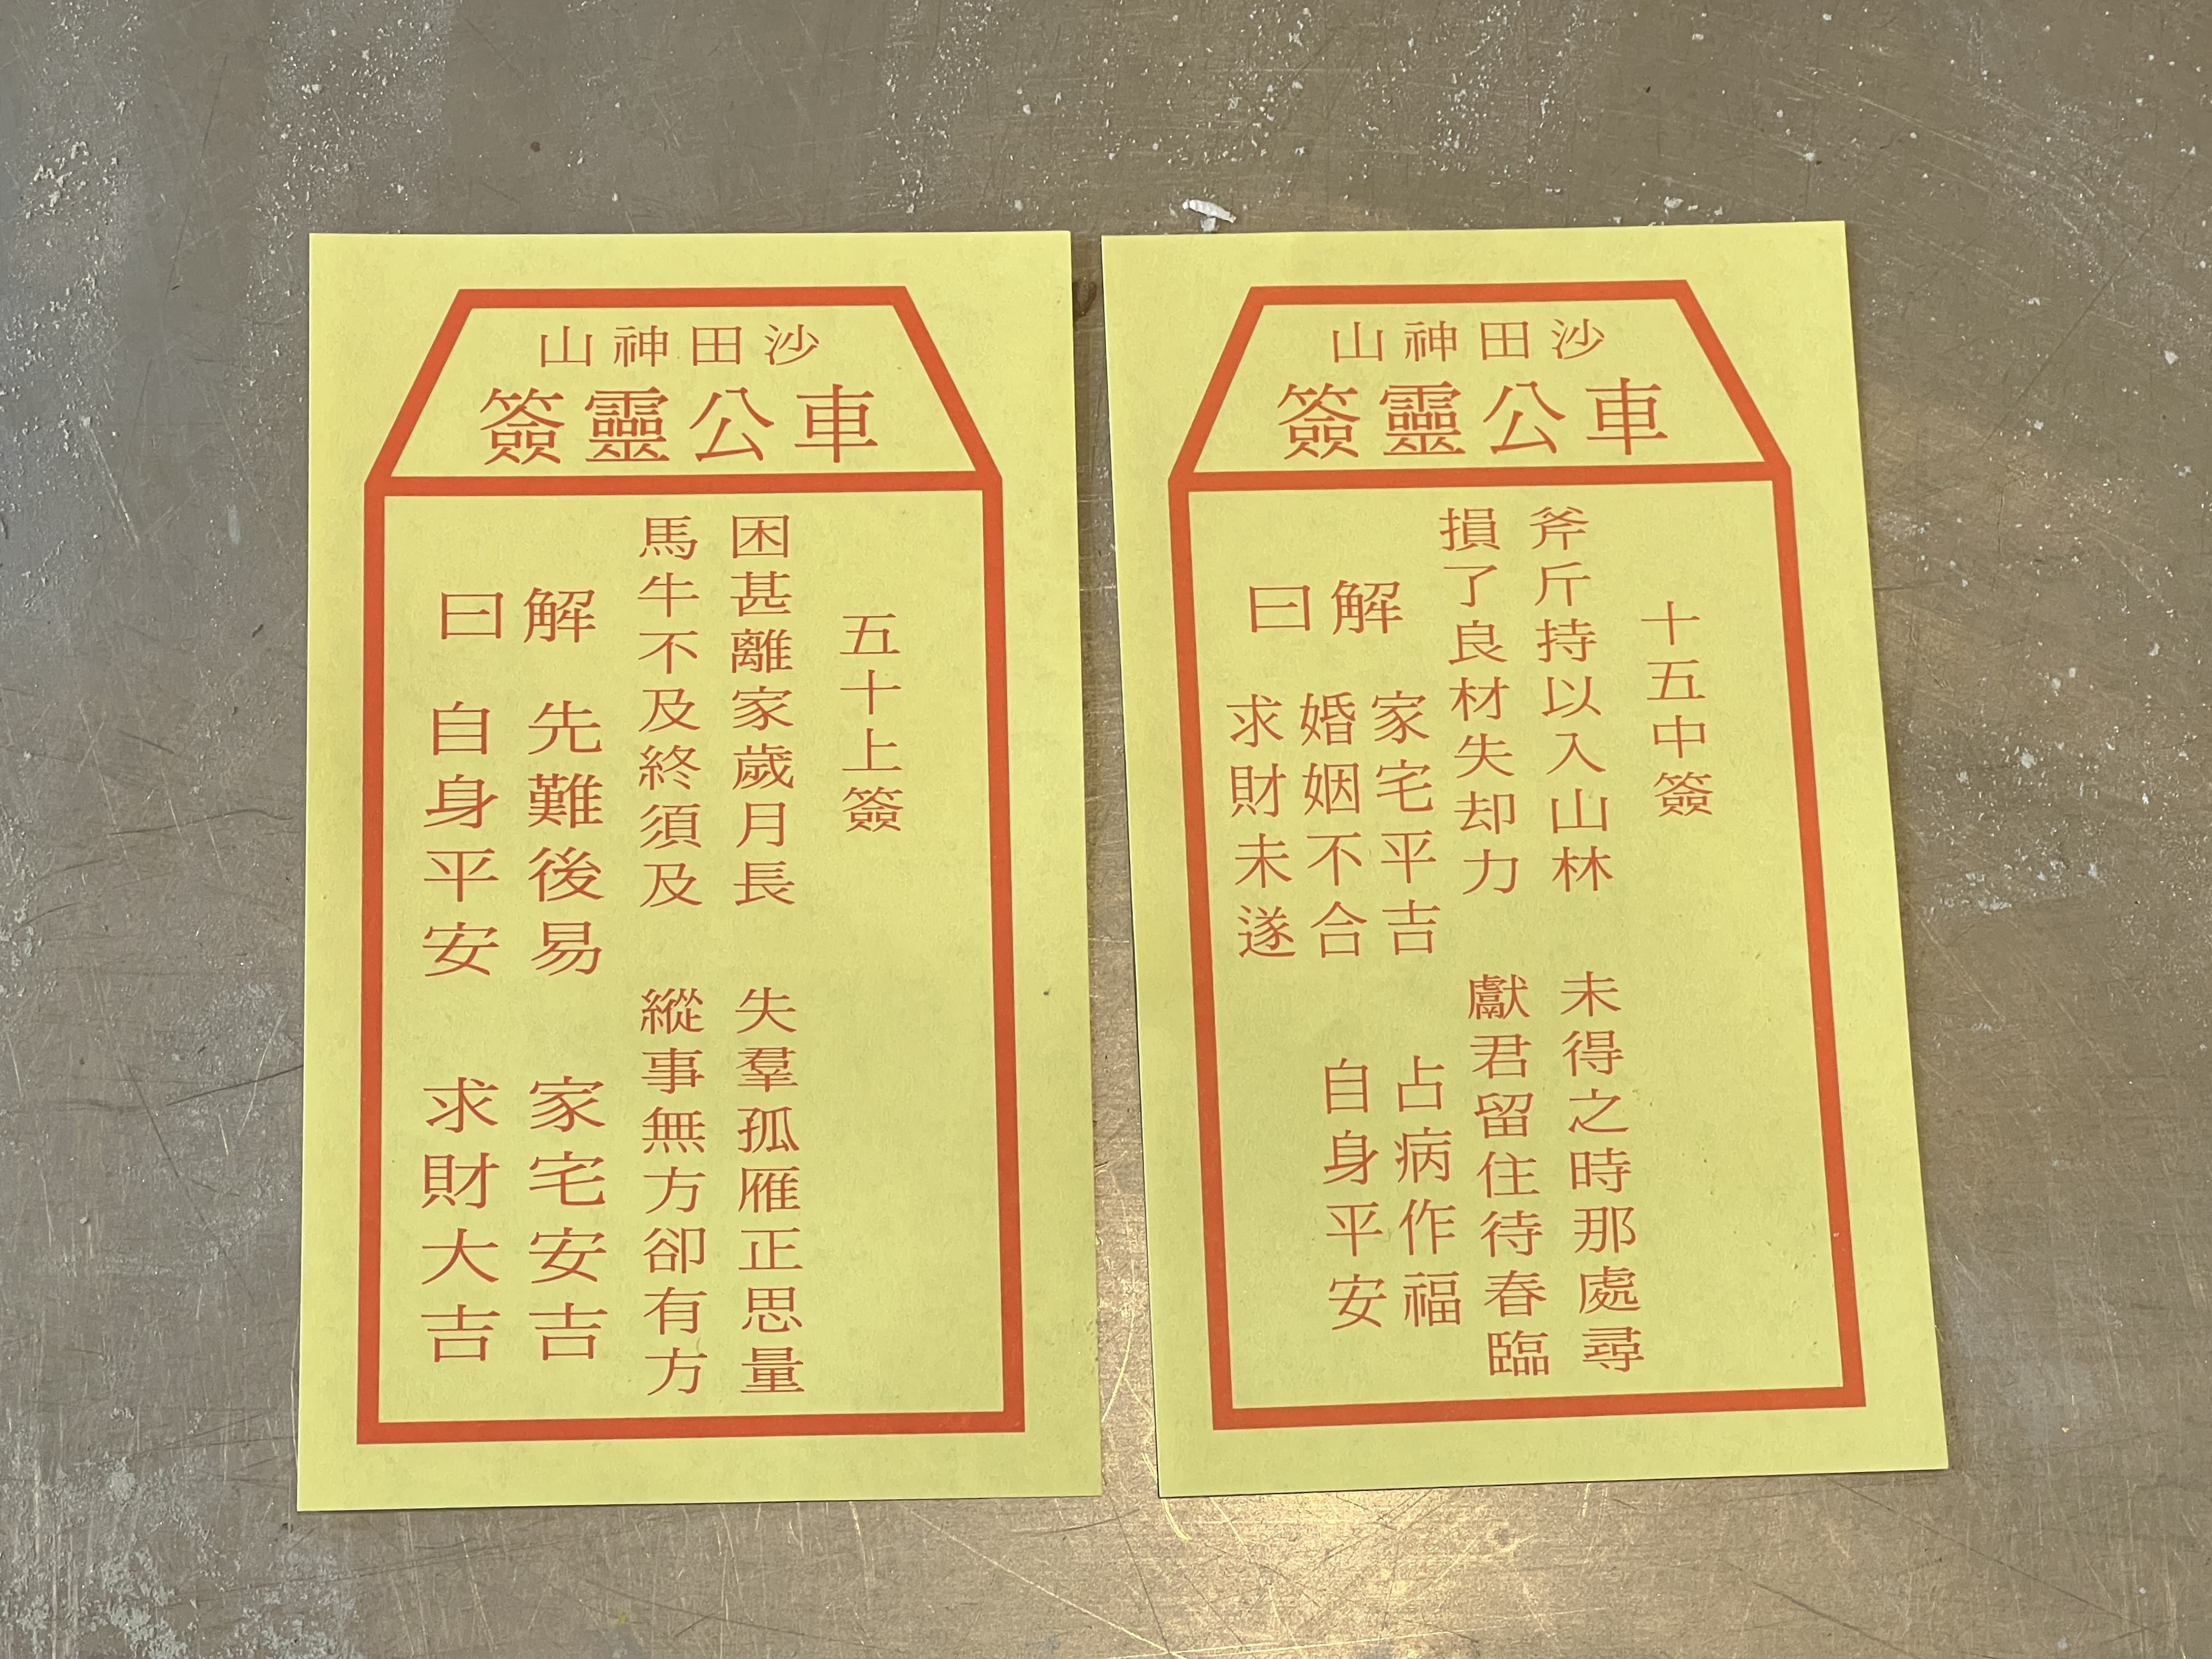 沙田神山
車公靈簽
五十上簽
困甚離家歲月長 失羣孤雁正思量
馬牛不及終須及 縱事無方卻有方
解曰
先難後易 家宅安吉
自身平安 求財大吉
沙田神山
車公靈簽
十五中簽
斧斤持以入山林 未得之時那處尋
損了良材失却力 獻君留住待春臨
解曰
家宅平吉 占病作福
婚姻不合 自身平安
求財未遂